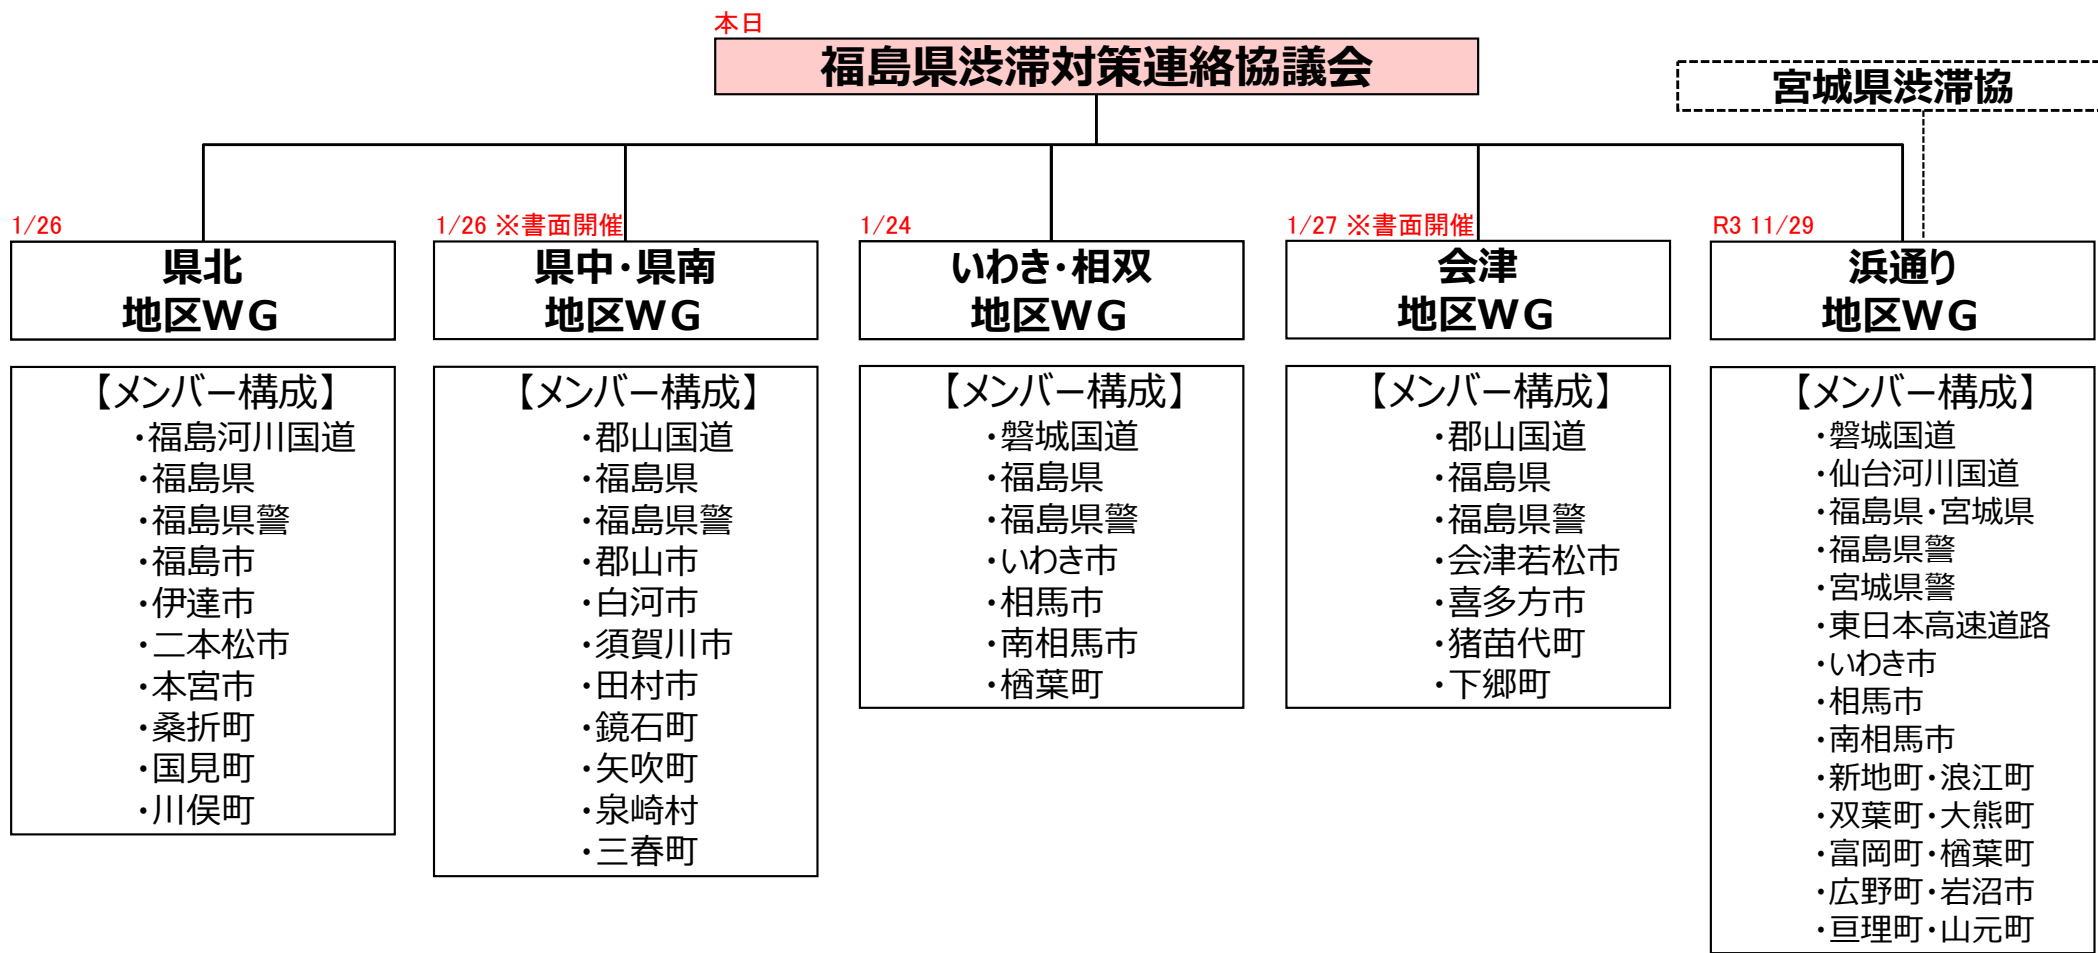 本日
福島県渋滞対策連絡協議会
宮城県渋滞協
1/26
県北
地区WG
【メンバー構成】
・福島河川国道
・福島県
・福島県警
・福島市
・伊達市
・二本松市
・本宮市
・桑折町
・国見町
・川俣町
1/26 ※書面開催
県中・県南
地区WG
【メンバー構成】
・郡山国道
・福島県
・福島県警
・郡山市
・白河市
・須賀川市
・田村市
・鏡石町
・矢吹町
・泉崎村
・三春町
1/24
いわき・相双
地区WG
【メンバー構成】
・磐城国道
・福島県
・福島県警
・いわき市
・相馬市
・南相馬市
・楢葉町
1/27 ※書面開催
会津
地区WG
【メンバー構成】
・郡山国道
・福島県
・福島県警
・会津若松市
・喜多方市
・猪苗代町
・下郷町
R3 11/29
浜通り
地区WG
【メンバー構成】
・磐城国道
・仙台河川国道
・福島県・宮城県
・福島県警
・宮城県警
・東日本高速道路
・いわき市
・相馬市
・南相馬市
・新地町・浪江町
・双葉町・大熊町
・富岡町・楢葉町
・広野町・岩沼市
・亘理町・山元町